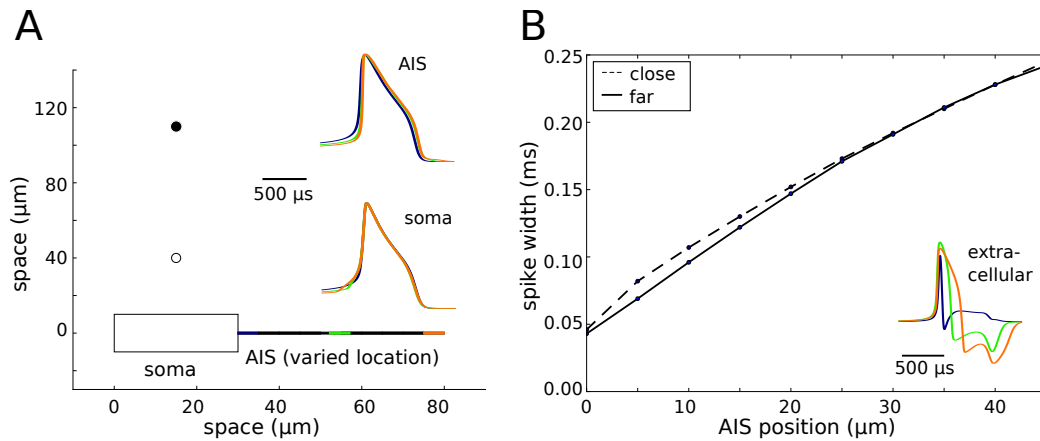 A
AIS
500 µs
soma
AIS (varied location)
soma
space (µm)
120
80
40
0
0
20
40
60
80
space (µm)
B
close
far
extra-
cellular
500 µs
spike width (ms)
0.25
0.20
0.15
0.10
0.05
0.00
0
10
20
30
40
AIS position (µm)